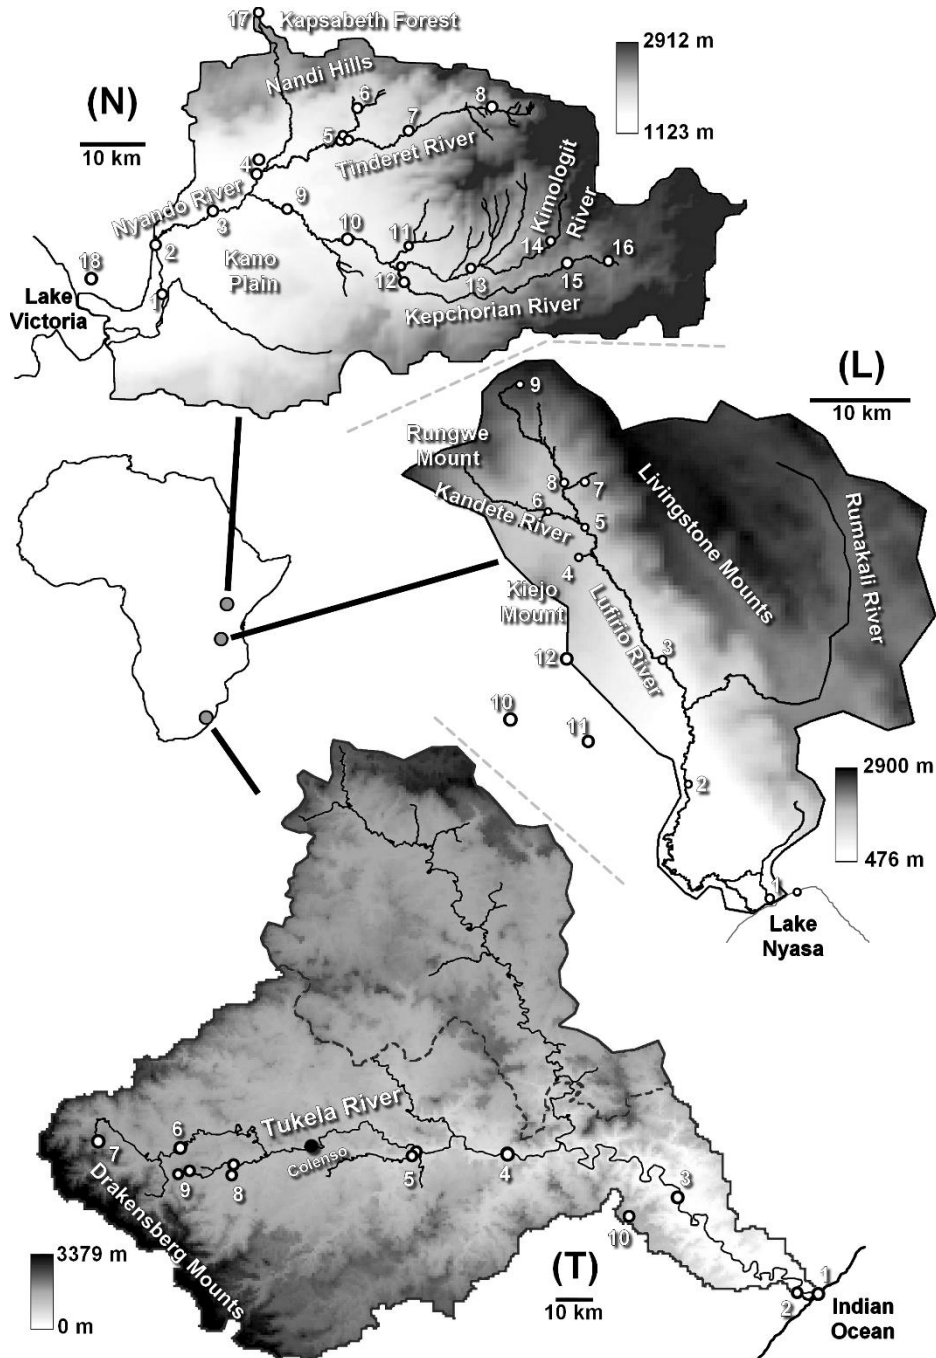 17
Kapsabeth Forest
2912 m
1123 m
Nandi Hills
(N)
10 km
6
8
7
5
Tinderet River
4
Nyando River
9
3
Kimologit
River
10
11
14
16
2
18
Kano
Plain
12
13
15
1
Lake
Victoria
Kepchorian River
(L)
10 km
9
Rungwe
Mount
8
7
6
Kandete River
5
4
Livingstone Mounts
Rumakali River
Kiejo
Mount
Lufirio River
12
3
10
11
2
2900 m
476 m
1
Lake
Nyasa
Tukela River
6
7
Colenso
9
8
5
4
3
10
Drakensberg Mounts
3379 m
0 m
(T)
10 km
1
2
Indian
Ocean